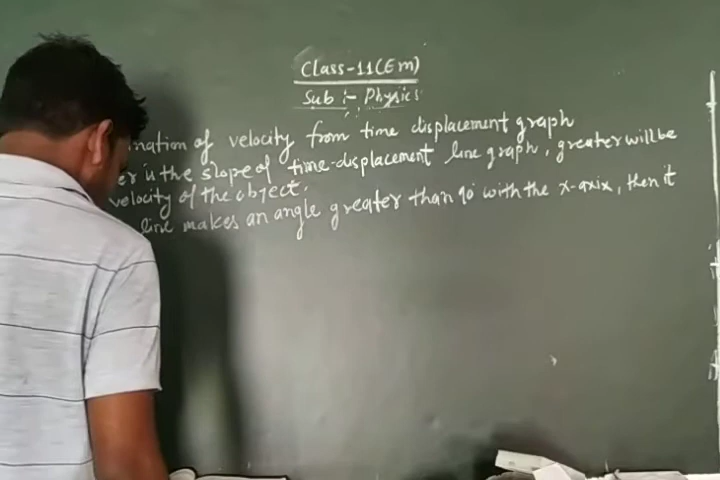 Class-11(Em)
Sub :- Physics
nation of velocity from time displacement graph
er is the slope of time-displacement line graph, greater will be
velocity of the object.
line makes an angle greater than 90° with the x-axix, then it